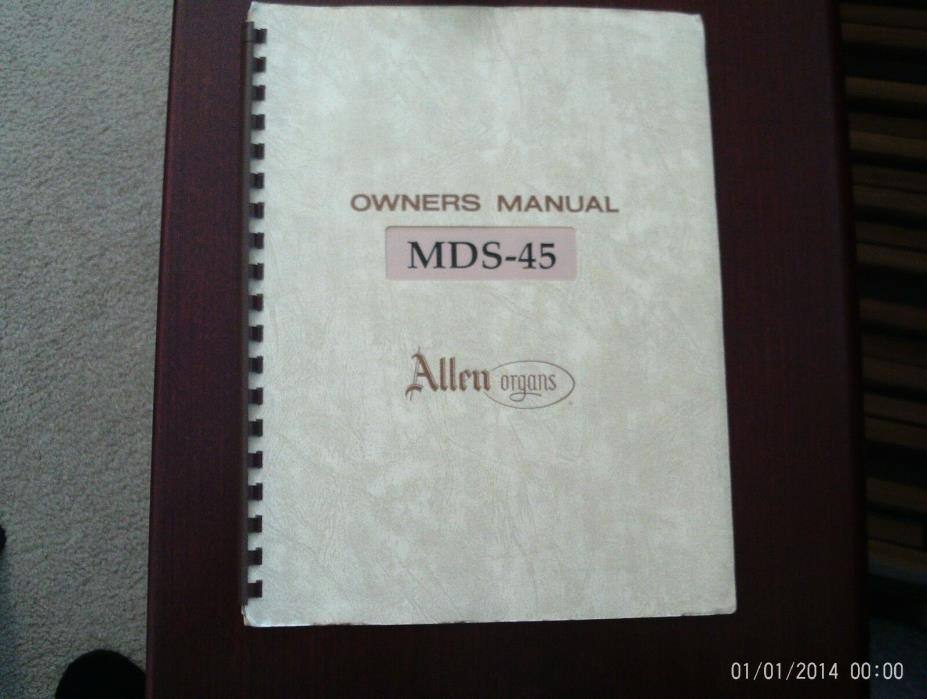 OWNERS MANUAL
MDS-45
Allen organs
01/01/2014 00:00